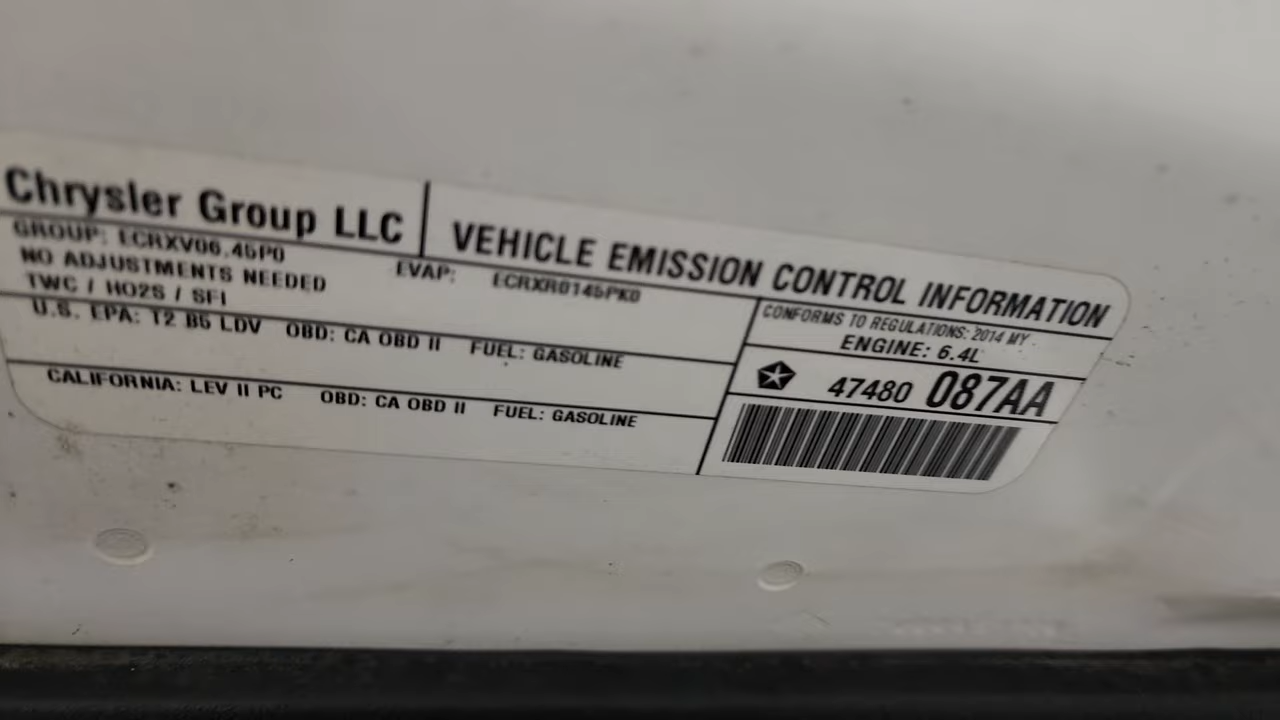 Chrysler Group LLC
VEHICLE EMISSION CONTROL INFORMATION
GROUP: ECRXV06.45P0
EVAP: ECRXR0145PK0
NO ADJUSTMENTS NEEDED
TWC / HO2S / SFI
U.S. EPA: T2 B5 LDV OBD: CA OBD II FUEL: GASOLINE
CALIFORNIA: LEV II PC OBD: CA OBD II FUEL: GASOLINE
CONFORMS TO REGULATIONS: 2014 MY
ENGINE: 6.4L
47480 087AA